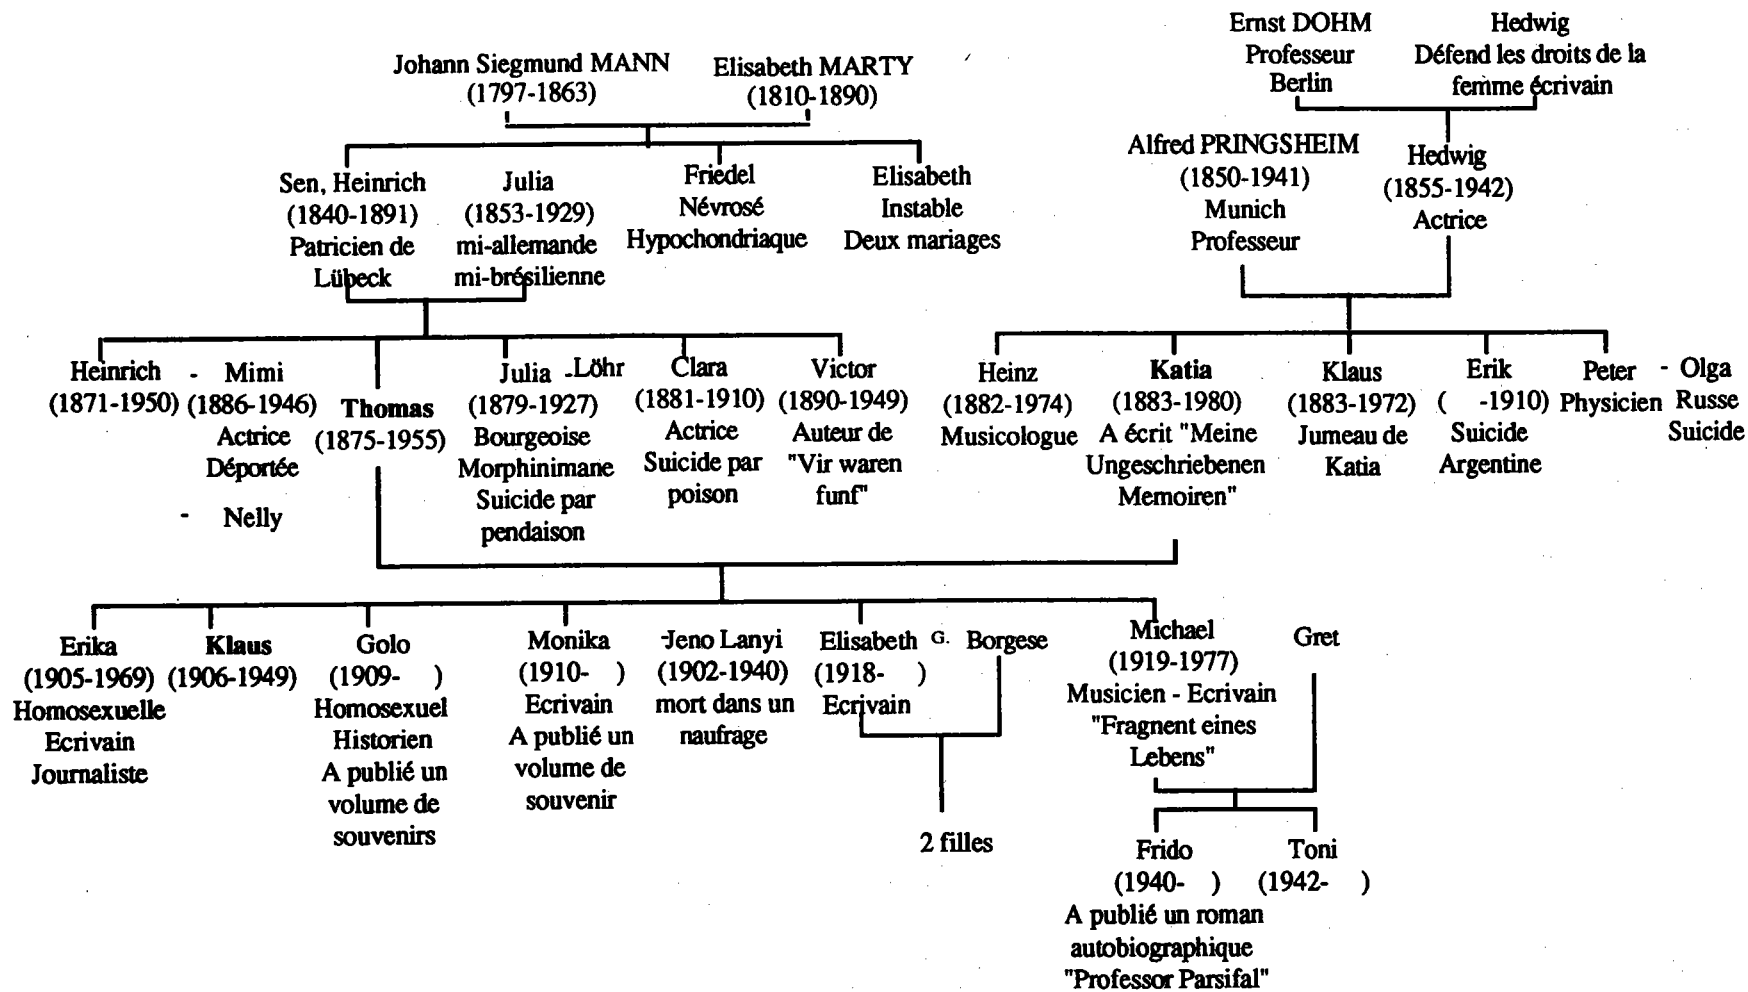 Ernst DOHM
Professeur
Berlin
Hedwig
Défend les droits de la
femme écrivain
Johann Siegmund MANN
(1797-1863)
Elisabeth MARTY
(1810-1890)
Alfred PRINGSHEIM
(1850-1941)
Munich
Professeur
Hedwig
(1855-1942)
Actrice
Sen, Heinrich
(1840-1891)
Patricien de
Lübeck
Julia
(1853-1929)
mi-allemande
mi-brésilienne
Friedel
Névrosé
Hypochondriaque
Elisabeth
Instable
Deux mariages
Heinrich
(1871-1950)
- Mimi
(1886-1946)
Actrice
Déportée
- Nelly
Thomas
(1875-1955)
Julia - Löhr
(1879-1927)
Bourgeoise
Morphinimane
Suicide par
pendaison
Clara
(1881-1910)
Actrice
Suicide par
poison
Victor
(1890-1949)
Auteur de
"Vir waren
funf"
Heinz
(1882-1974)
Musicologue
Katia
(1883-1980)
A écrit "Meine
Ungeschriebenen
Memoiren"
Klaus
(1883-1972)
Jumeau de
Katia
Erik
( -1910)
Suicide
Argentine
Peter
Physicien
- Olga
Russe
Suicide
Erika
(1905-1969)
Homosexuelle
Ecrivain
Journaliste
Klaus
(1906-1949)
Golo
(1909- )
Homosexuel
Historien
A publié un
volume de
souvenirs
Monika
(1910- )
Ecrivain
A publié un
volume de
souvenir
-Jeno Lanyi
(1902-1940)
mort dans un
naufrage
Elisabeth
(1918- )
Ecrivain
G. Borgese
2 filles
Michael
(1919-1977)
Musicien - Ecrivain
"Fragnent eines
Lebens"
Gret
Frido
(1940- )
A publié un roman
autobiographique
"Professor Parsifal"
Toni
(1942- )